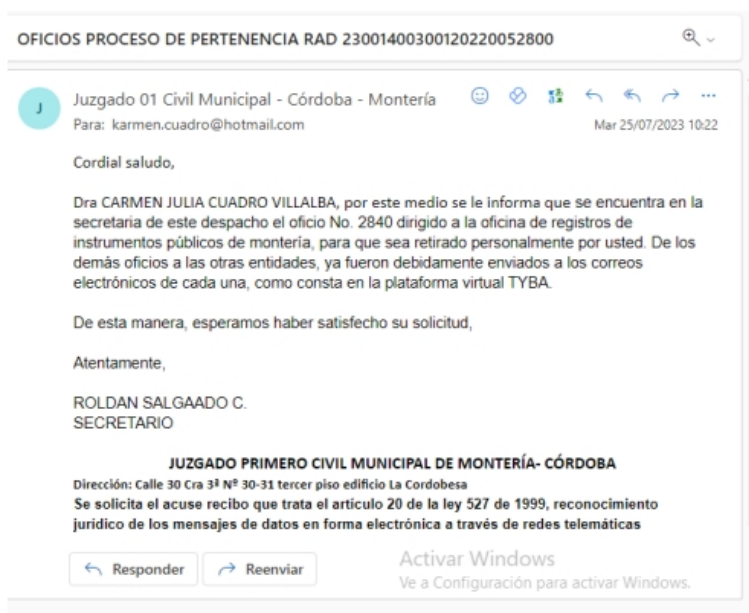 OFICIOS PROCESO DE PERTENENCIA RAD 23001400300120220052800
J
Juzgado 01 Civil Municipal - Córdoba - Montería
Para: karmen.cuadro@hotmail.com
Mar 25/07/2023 10:22
Cordial saludo,
Dra CARMEN JULIA CUADRO VILLALBA, por este medio se le informa que se encuentra en la
secretaria de este despacho el oficio No. 2840 dirigido a la oficina de registros de
instrumentos públicos de montería, para que sea retirado personalmente por usted. De los
demás oficios a las otras entidades, ya fueron debidamente enviados a los correos
electrónicos de cada una, como consta en la plataforma virtual TYBA.
De esta manera, esperamos haber satisfecho su solicitud,
Atentamente,
ROLDAN SALGAADO C.
SECRETARIO
JUZGADO PRIMERO CIVIL MUNICIPAL DE MONTERÍA- CÓRDOBA
Dirección: Calle 30 Cra 3ª Nº 30-31 tercer piso edificio La Cordobesa
Se solicita el acuse recibo que trata el artículo 20 de la ley 527 de 1999, reconocimiento
jurídico de los mensajes de datos en forma electrónica a través de redes telemáticas
Responder
Reenviar
Activar Windows
Ve a Configuración para activar Windows.